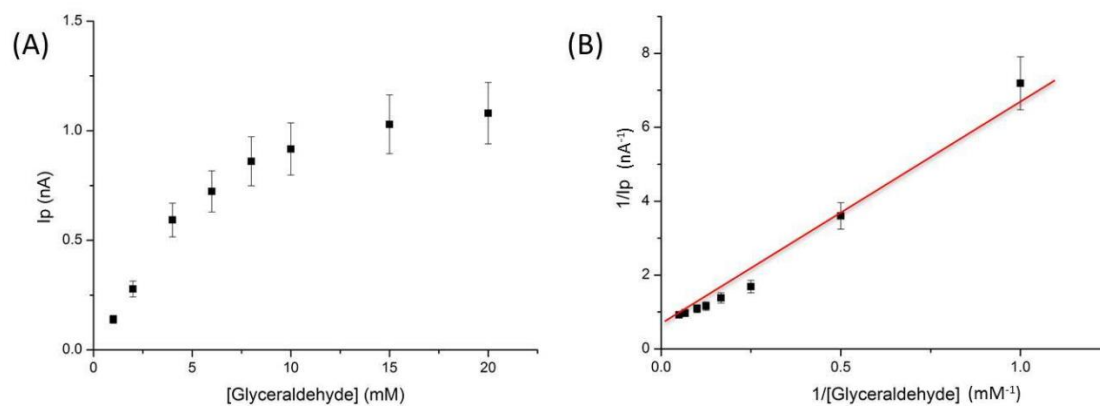 (A)
1.5
1.0
0.5
0.0
Ip (nA)
0 5 10 15 20
[Glyceraldehyde] (mM)
(B)
8
6
4
2
0
1/Ip (nA⁻¹)
0.0 0.5 1.0
1/[Glyceraldehyde] (mM⁻¹)